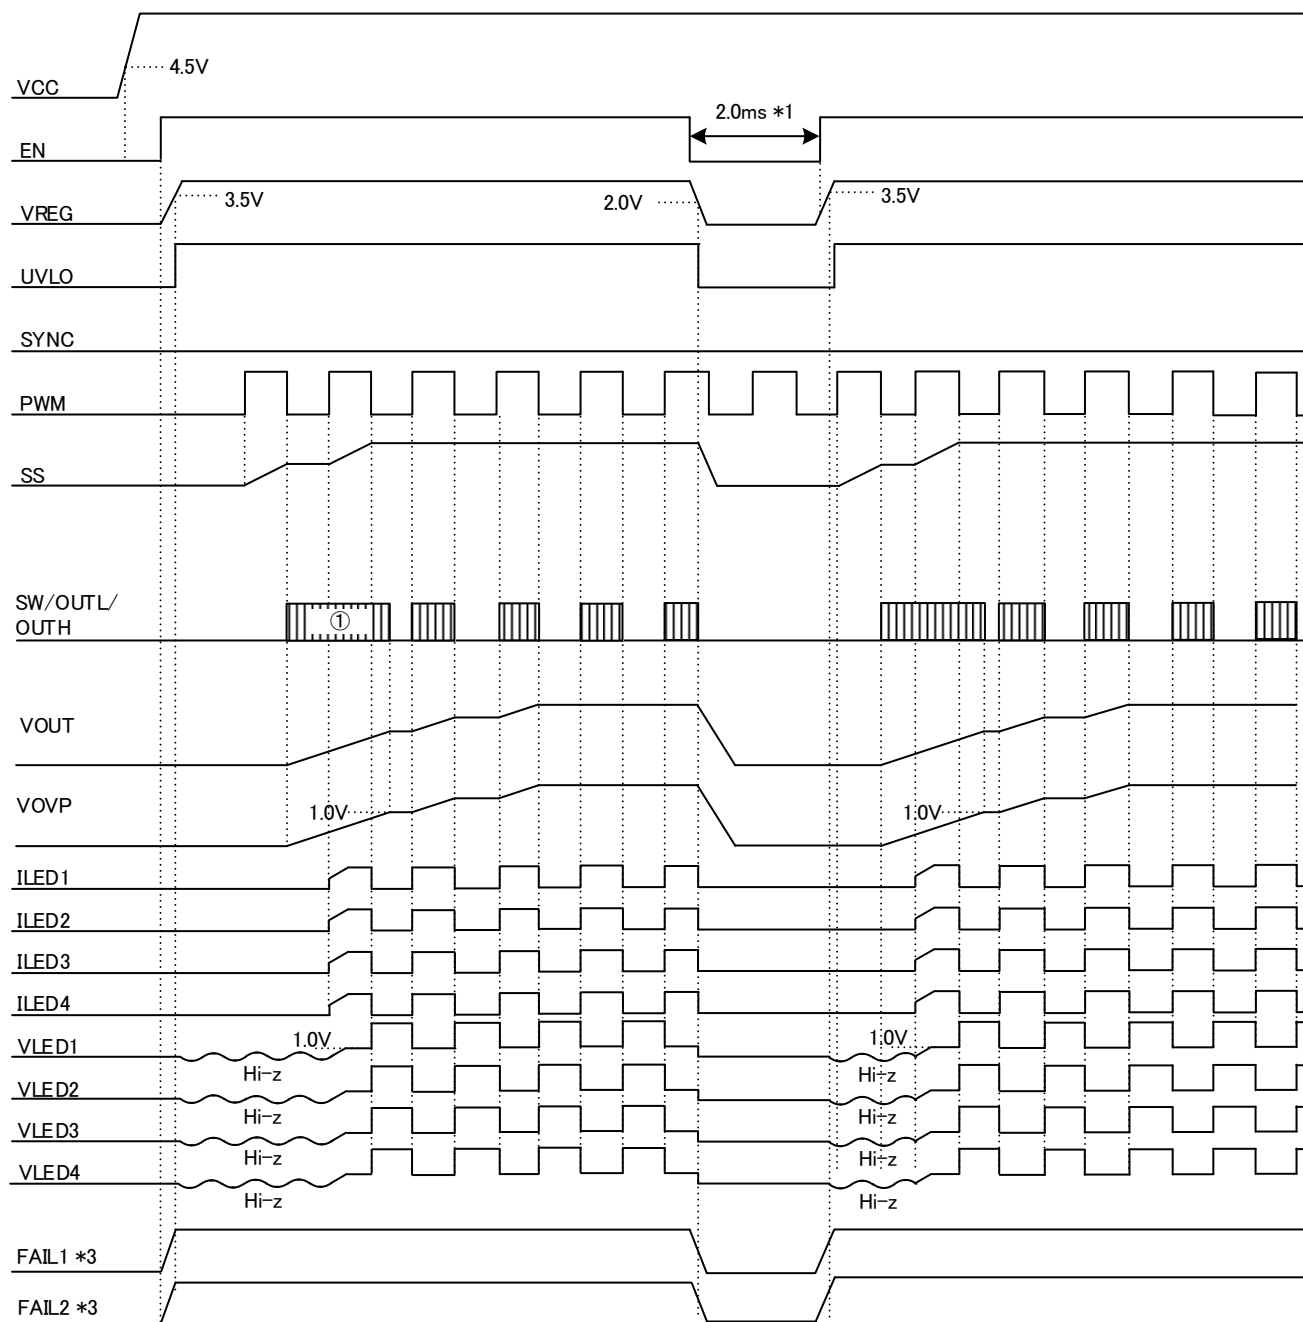 4.5V
VCC
2.0ms *1
EN
3.5V
2.0V
3.5V
VREG
UVLO
SYNC
PWM
SS
SW/OUTL/
OUTH
①
VOUT
VOVP
1.0V
1.0V
ILED1
ILED2
ILED3
ILED4
VLED1
1.0V
1.0V
Hi-z
Hi-z
VLED2
Hi-z
Hi-z
VLED3
Hi-z
Hi-z
VLED4
Hi-z
Hi-z
FAIL1 *3
FAIL2 *3